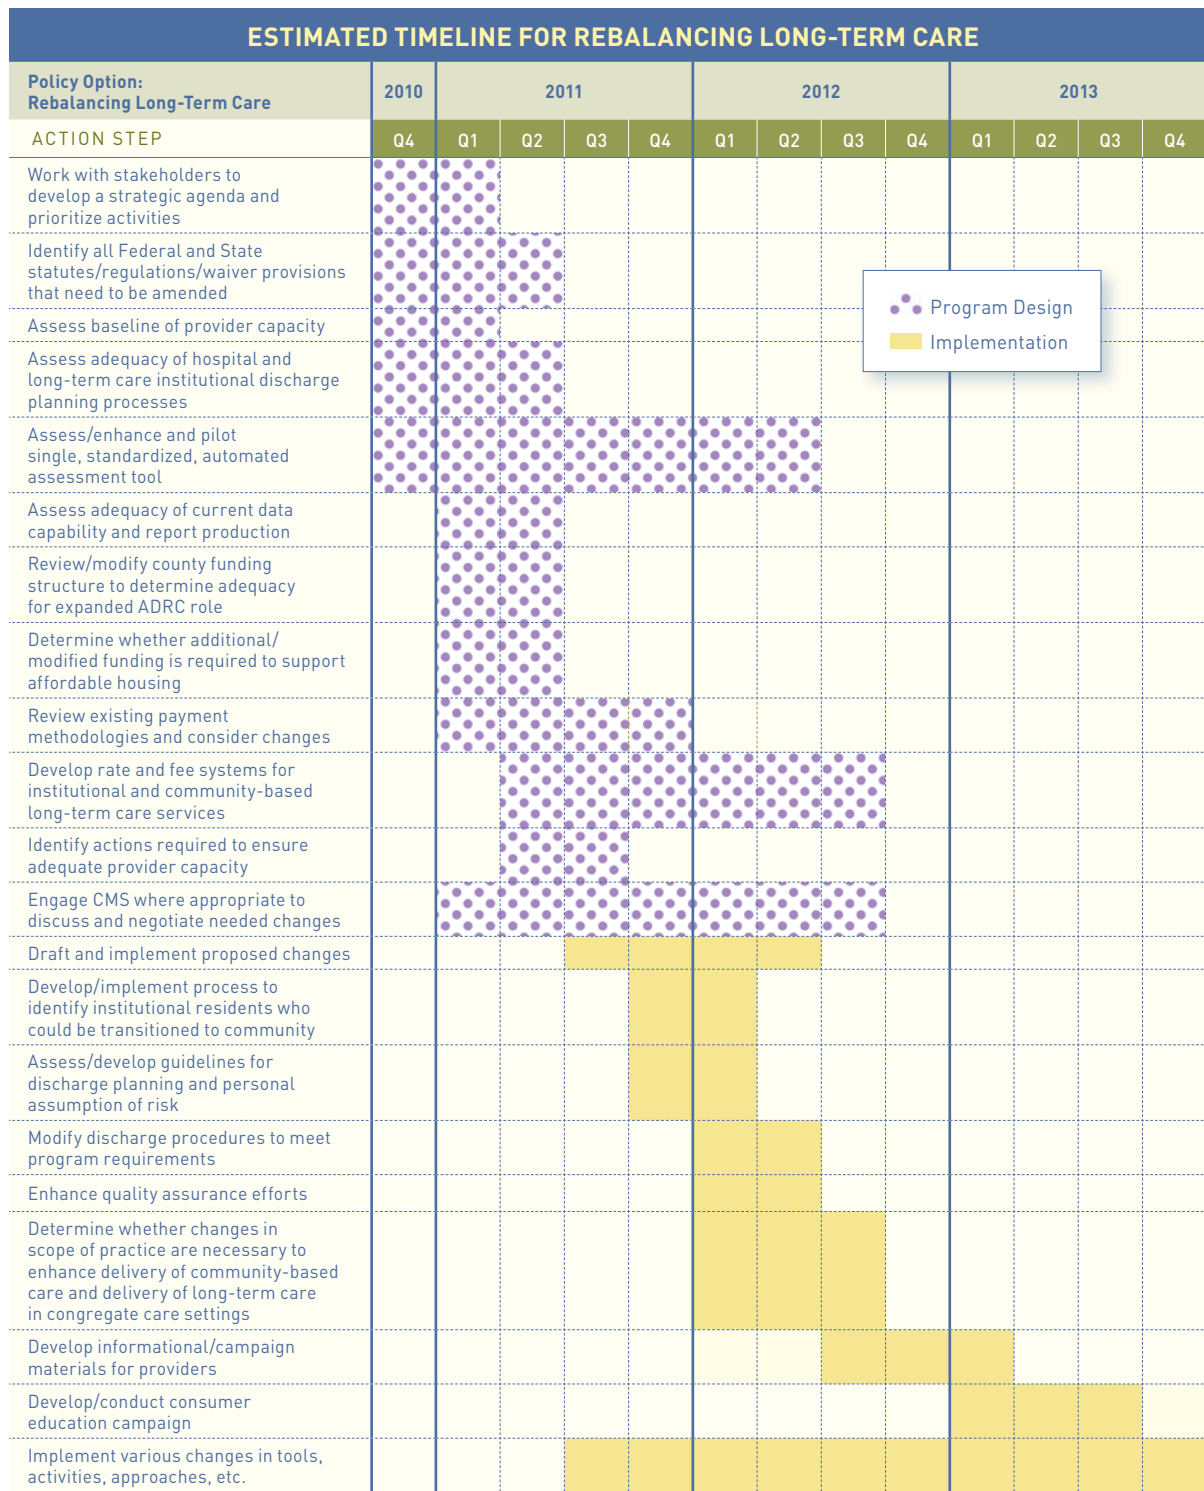 ESTIMATED TIMELINE FOR REBALANCING LONG-TERM CARE
Policy Option:
Rebalancing Long-Term Care
2010 2011 2012 2013
ACTION STEP Q4 Q1 Q2 Q3 Q4 Q1 Q2 Q3 Q4 Q1 Q2 Q3 Q4
Work with stakeholders to
develop a strategic agenda and
prioritize activities
Identify all Federal and State
statutes/regulations/waiver provisions
that need to be amended
Program Design
Implementation
Assess baseline of provider capacity
Assess adequacy of hospital and
long-term care institutional discharge
planning processes
Assess/enhance and pilot
single, standardized, automated
assessment tool
Assess adequacy of current data
capability and report production
Review/modify county funding
structure to determine adequacy
for expanded ADRC role
Determine whether additional/
modified funding is required to support
affordable housing
Review existing payment
methodologies and consider changes
Develop rate and fee systems for
institutional and community-based
long-term care services
Identify actions required to ensure
adequate provider capacity
Engage CMS where appropriate to
discuss and negotiate needed changes
Draft and implement proposed changes
Develop/implement process to
identify institutional residents who
could be transitioned to community
Assess/develop guidelines for
discharge planning and personal
assumption of risk
Modify discharge procedures to meet
program requirements
Enhance quality assurance efforts
Determine whether changes in
scope of practice are necessary to
enhance delivery of community-based
care and delivery of long-term care
in congregate care settings
Develop informational/campaign
materials for providers
Develop/conduct consumer
education campaign
Implement various changes in tools,
activities, approaches, etc.